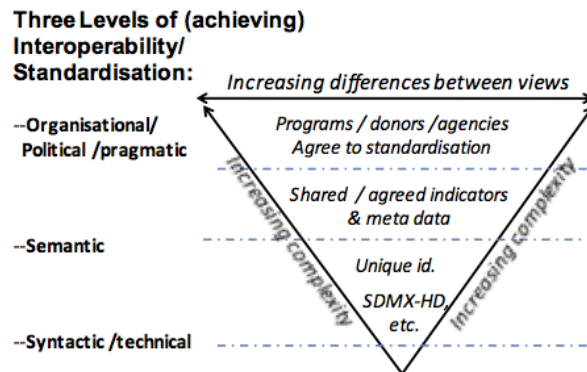 Three Levels of (achieving)
Interoperability/
Standardisation:
Increasing differences between views
--Organisational/
Political /pragmatic
Programs / donors /agencies
Agree to standardisation
Increasing complexity
Increasing complexity
Shared / agreed indicators
& meta data
--Semantic
Unique id.
SDMX-HD,
etc.
--Syntactic /technical